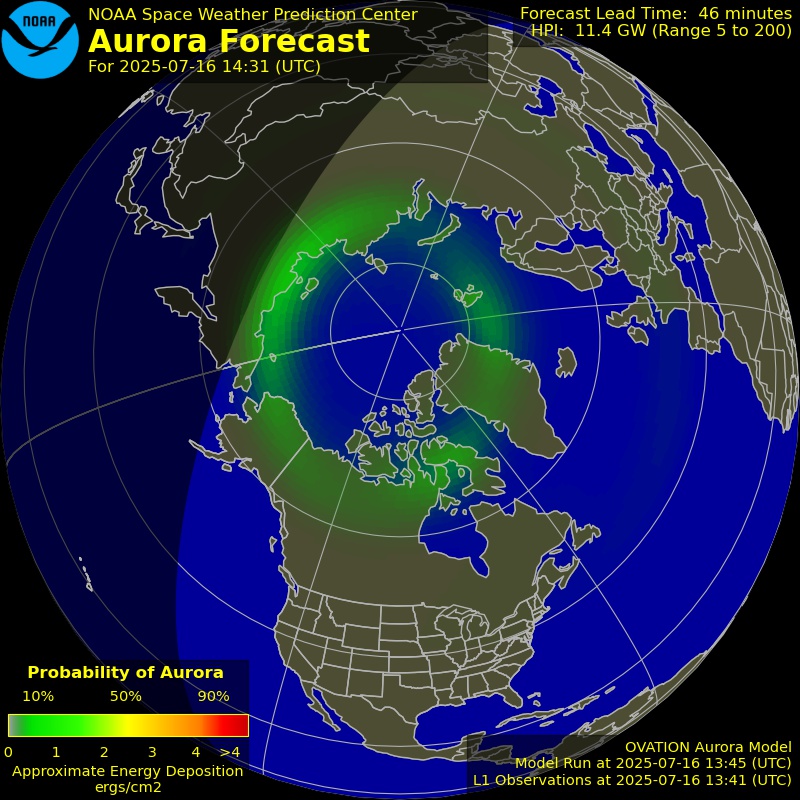 NOAA
NOAA Space Weather Prediction Center
Aurora Forecast
For 2025-07-16 14:31 (UTC)
Forecast Lead Time: 46 minutes
HPI: 11.4 GW (Range 5 to 200)
Probability of Aurora
10% 50% 90%
0 1 2 3 4 >4
Approximate Energy Deposition
ergs/cm2
OVATION Aurora Model
Model Run at 2025-07-16 13:45 (UTC)
L1 Observations at 2025-07-16 13:41 (UTC)